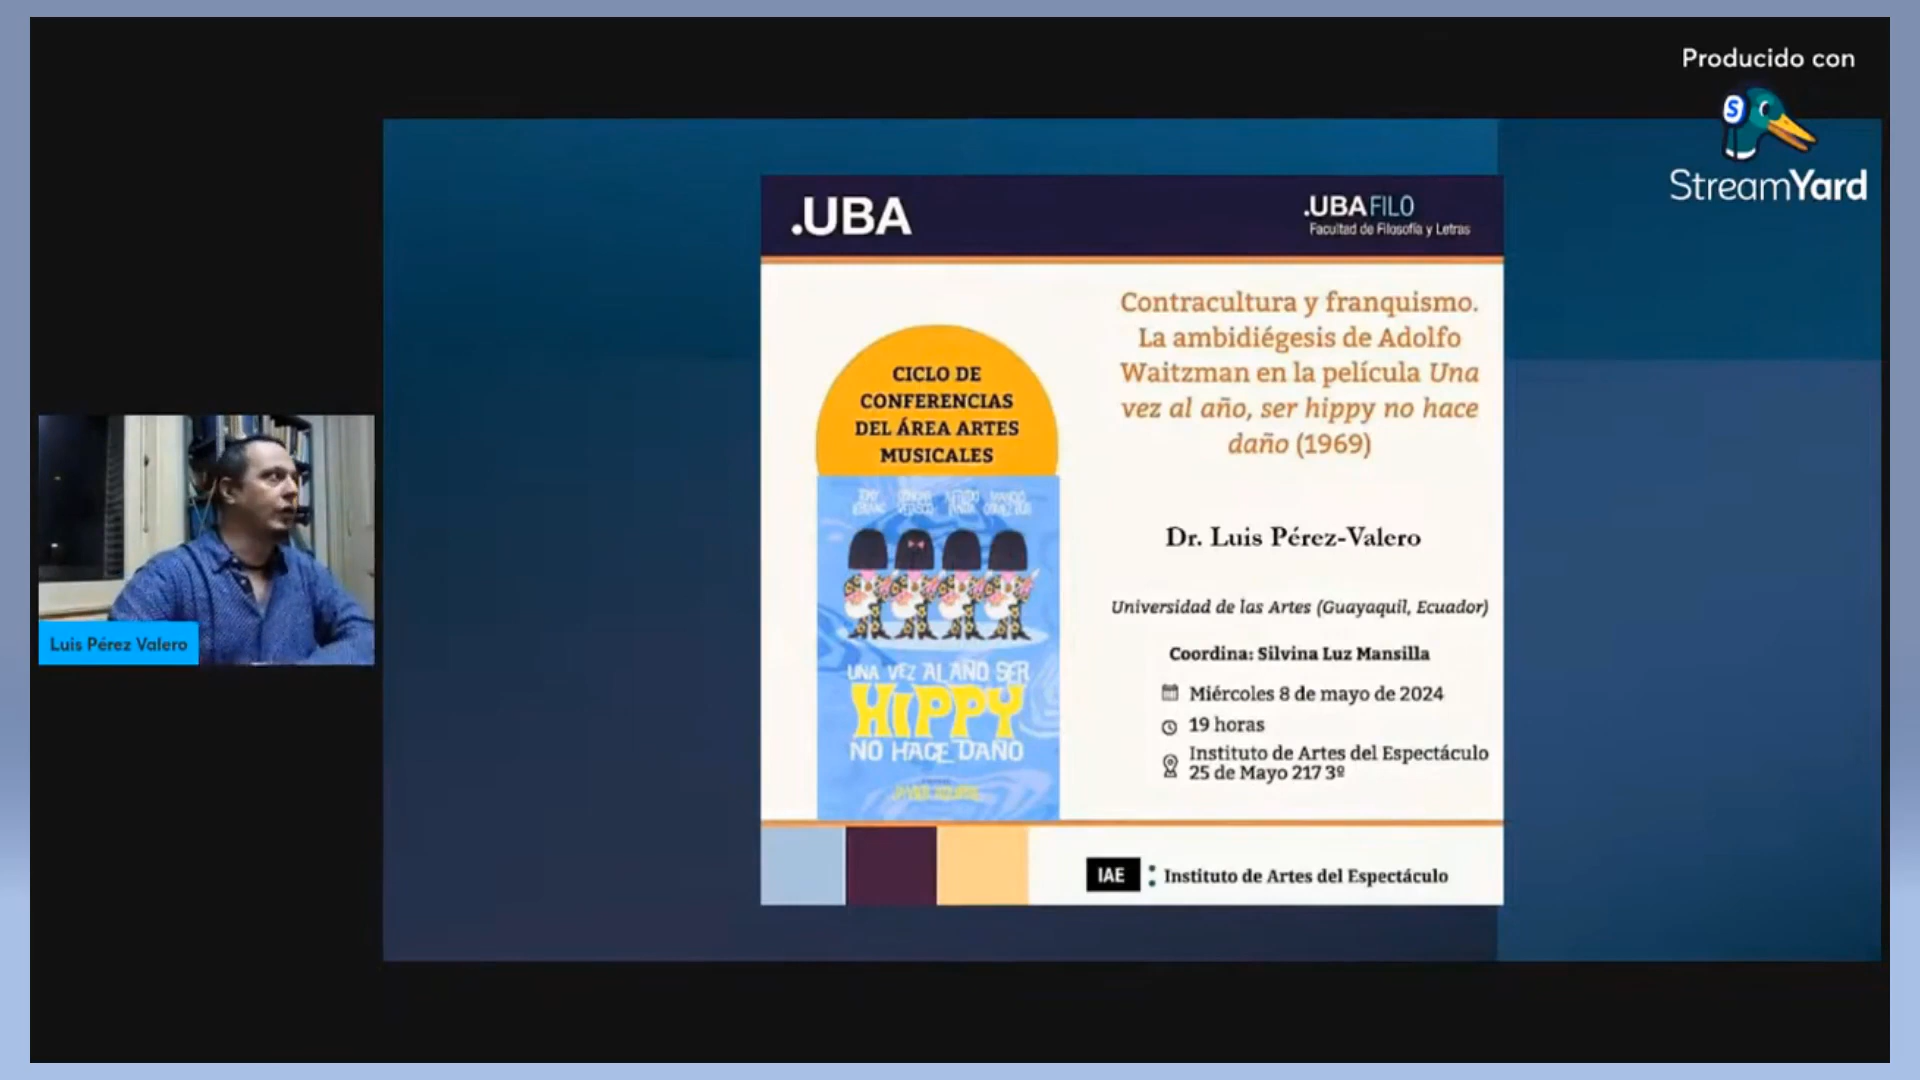 Producido con
StreamYard
.UBA
.UBAFILO
Facultad de Filosofía y Letras
CICLO DE
CONFERENCIAS
DEL ÁREA ARTES
MUSICALES
UNA VEZ AL AÑO SER
HIPPY
NO HACE DAÑO
Contracultura y franquismo.
La ambidiégesis de Adolfo
Waitzman en la película Una
vez al año, ser hippy no hace
daño (1969)
Dr. Luis Pérez-Valero
Universidad de las Artes (Guayaquil, Ecuador)
Coordina: Silvina Luz Mansilla
Miércoles 8 de mayo de 2024
19 horas
Instituto de Artes del Espectáculo
25 de Mayo 217 3º
IAE : Instituto de Artes del Espectáculo
Luis Pérez Valero